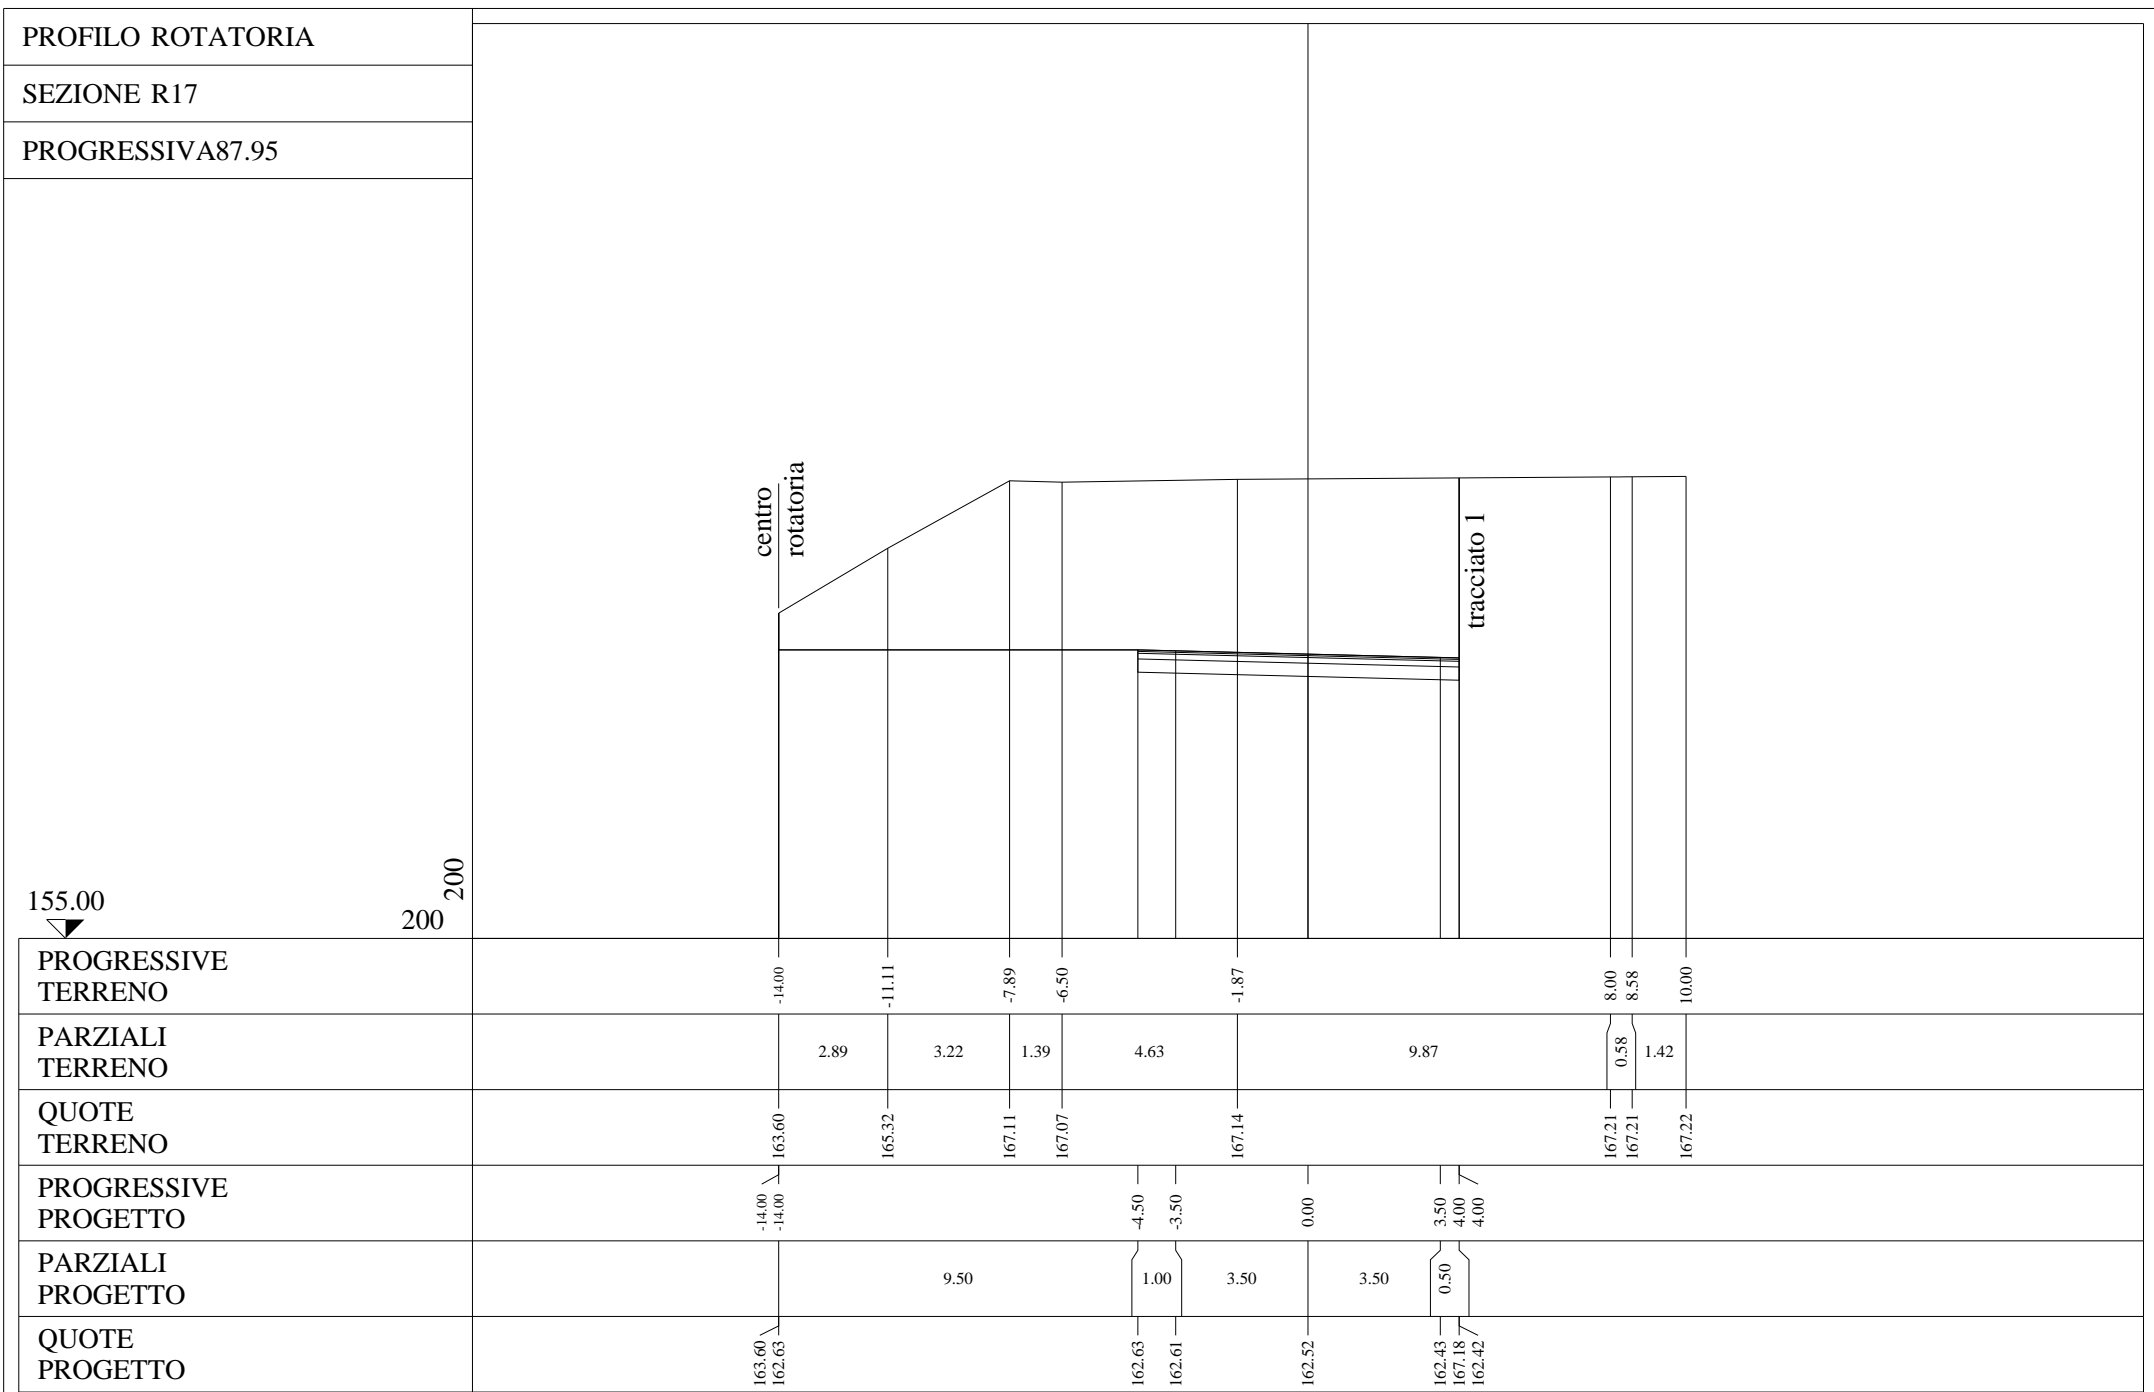 PROFILO ROTATORIA
SEZIONE R17
PROGRESSIVA87.95
centro
rotatoria
tracciato 1
155.00
200
200
PROGRESSIVE
TERRENO
-14.00 -11.11 -7.89 -6.50 -1.87 8.00 8.58 10.00
PARZIALI
TERRENO
2.89 3.22 1.39 4.63 9.87 0.58 1.42
QUOTE
TERRENO
163.60 165.32 167.11 167.07 167.14 167.21 167.21 167.22
PROGRESSIVE
PROGETTO
-14.00 -14.00 -4.50 -3.50 0.00 3.50 4.00 4.00
PARZIALI
PROGETTO
9.50 1.00 3.50 3.50 0.50
QUOTE
PROGETTO
163.60 162.63 162.63 162.61 162.52 162.43 167.18 162.42